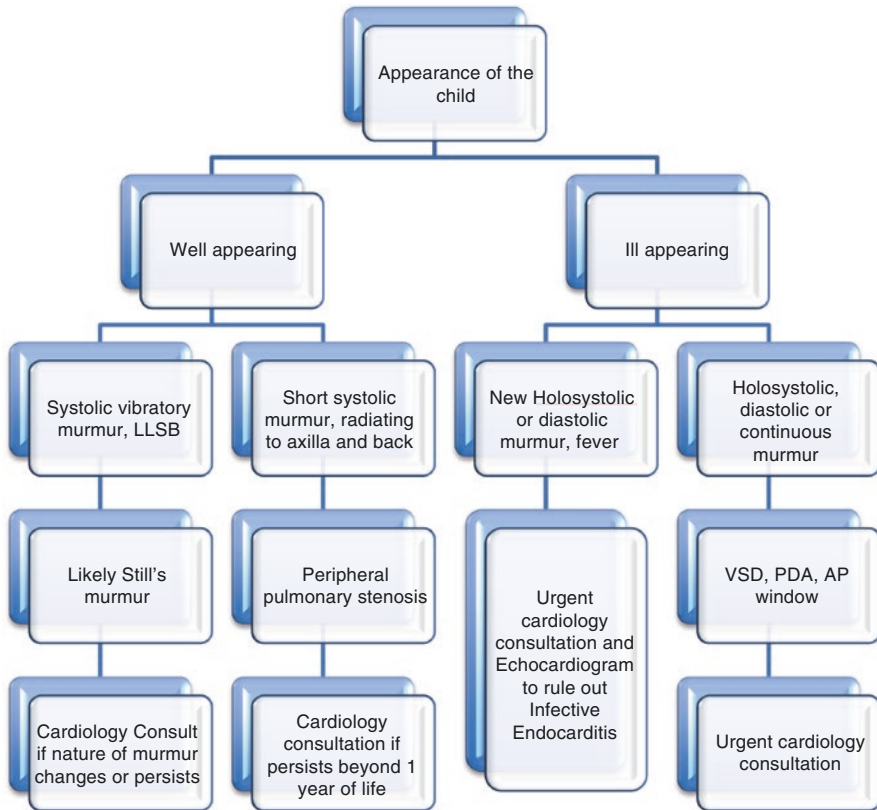 Appearance of the
child
Well appearing
Ill appearing
Systolic vibratory
murmur, LLSB
Short systolic
murmur, radiating
to axilla and back
New Holosystolic
or diastolic
murmur, fever
Holosystolic,
diastolic or
continuous
murmur
Likely Still's
murmur
Peripheral
pulmonary stenosis
Urgent
cardiology
consultation and
Echocardiogram
to rule out
Infective
Endocarditis
VSD, PDA, AP
window
Cardiology Consult
if nature of murmur
changes or persists
Cardiology
consultation if
persists beyond 1
year of life
Urgent cardiology
consultation